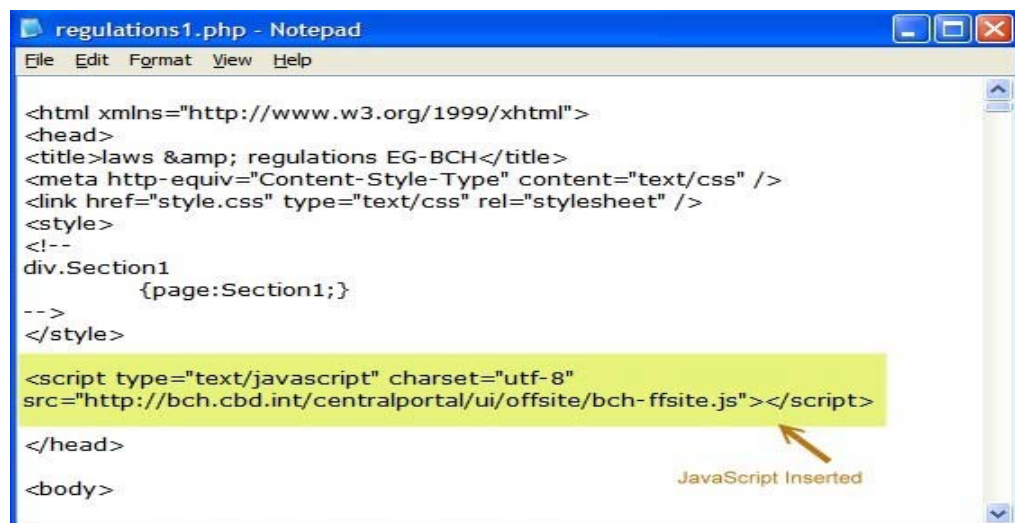 regulations1.php - Notepad
File Edit Format View Help
<html xmlns="http://www.w3.org/1999/xhtml">
<head>
<title>laws &amp; regulations EG-BCH</title>
<meta http-equiv="Content-Style-Type" content="text/css" />
<link href="style.css" type="text/css" rel="stylesheet" />
<style>
<!--
div.Section1
{page:Section1;}
-->
</style>
<script type="text/javascript" charset="utf-8"
src="http://bch.cbd.int/centralportal/ui/offsite/bch-ffsite.js"></script>
</head>
JavaScript Inserted
<body>